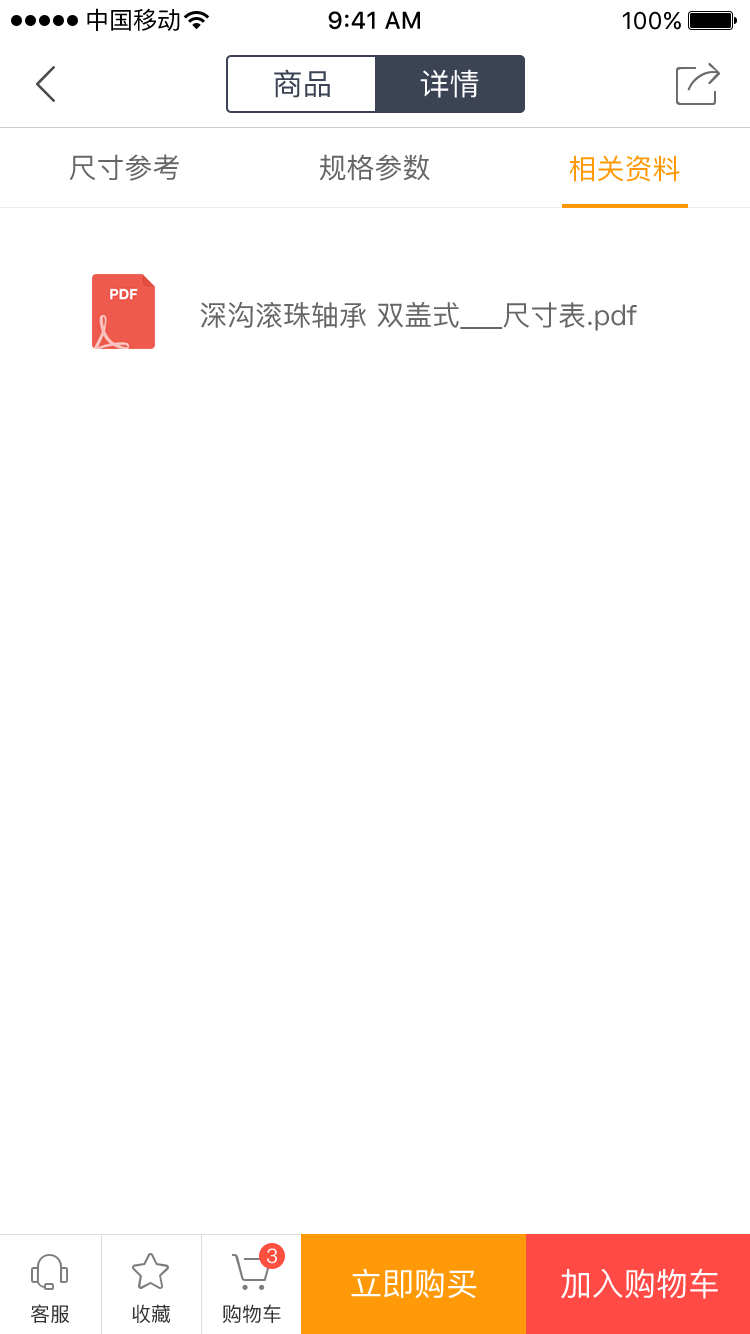 中国移动 9:41 AM 100%
商品 详情
尺寸参考 规格参数 相关资料
PDF 深沟滚珠轴承 双盖式___尺寸表.pdf
3
客服 收藏 购物车 立即购买 加入购物车